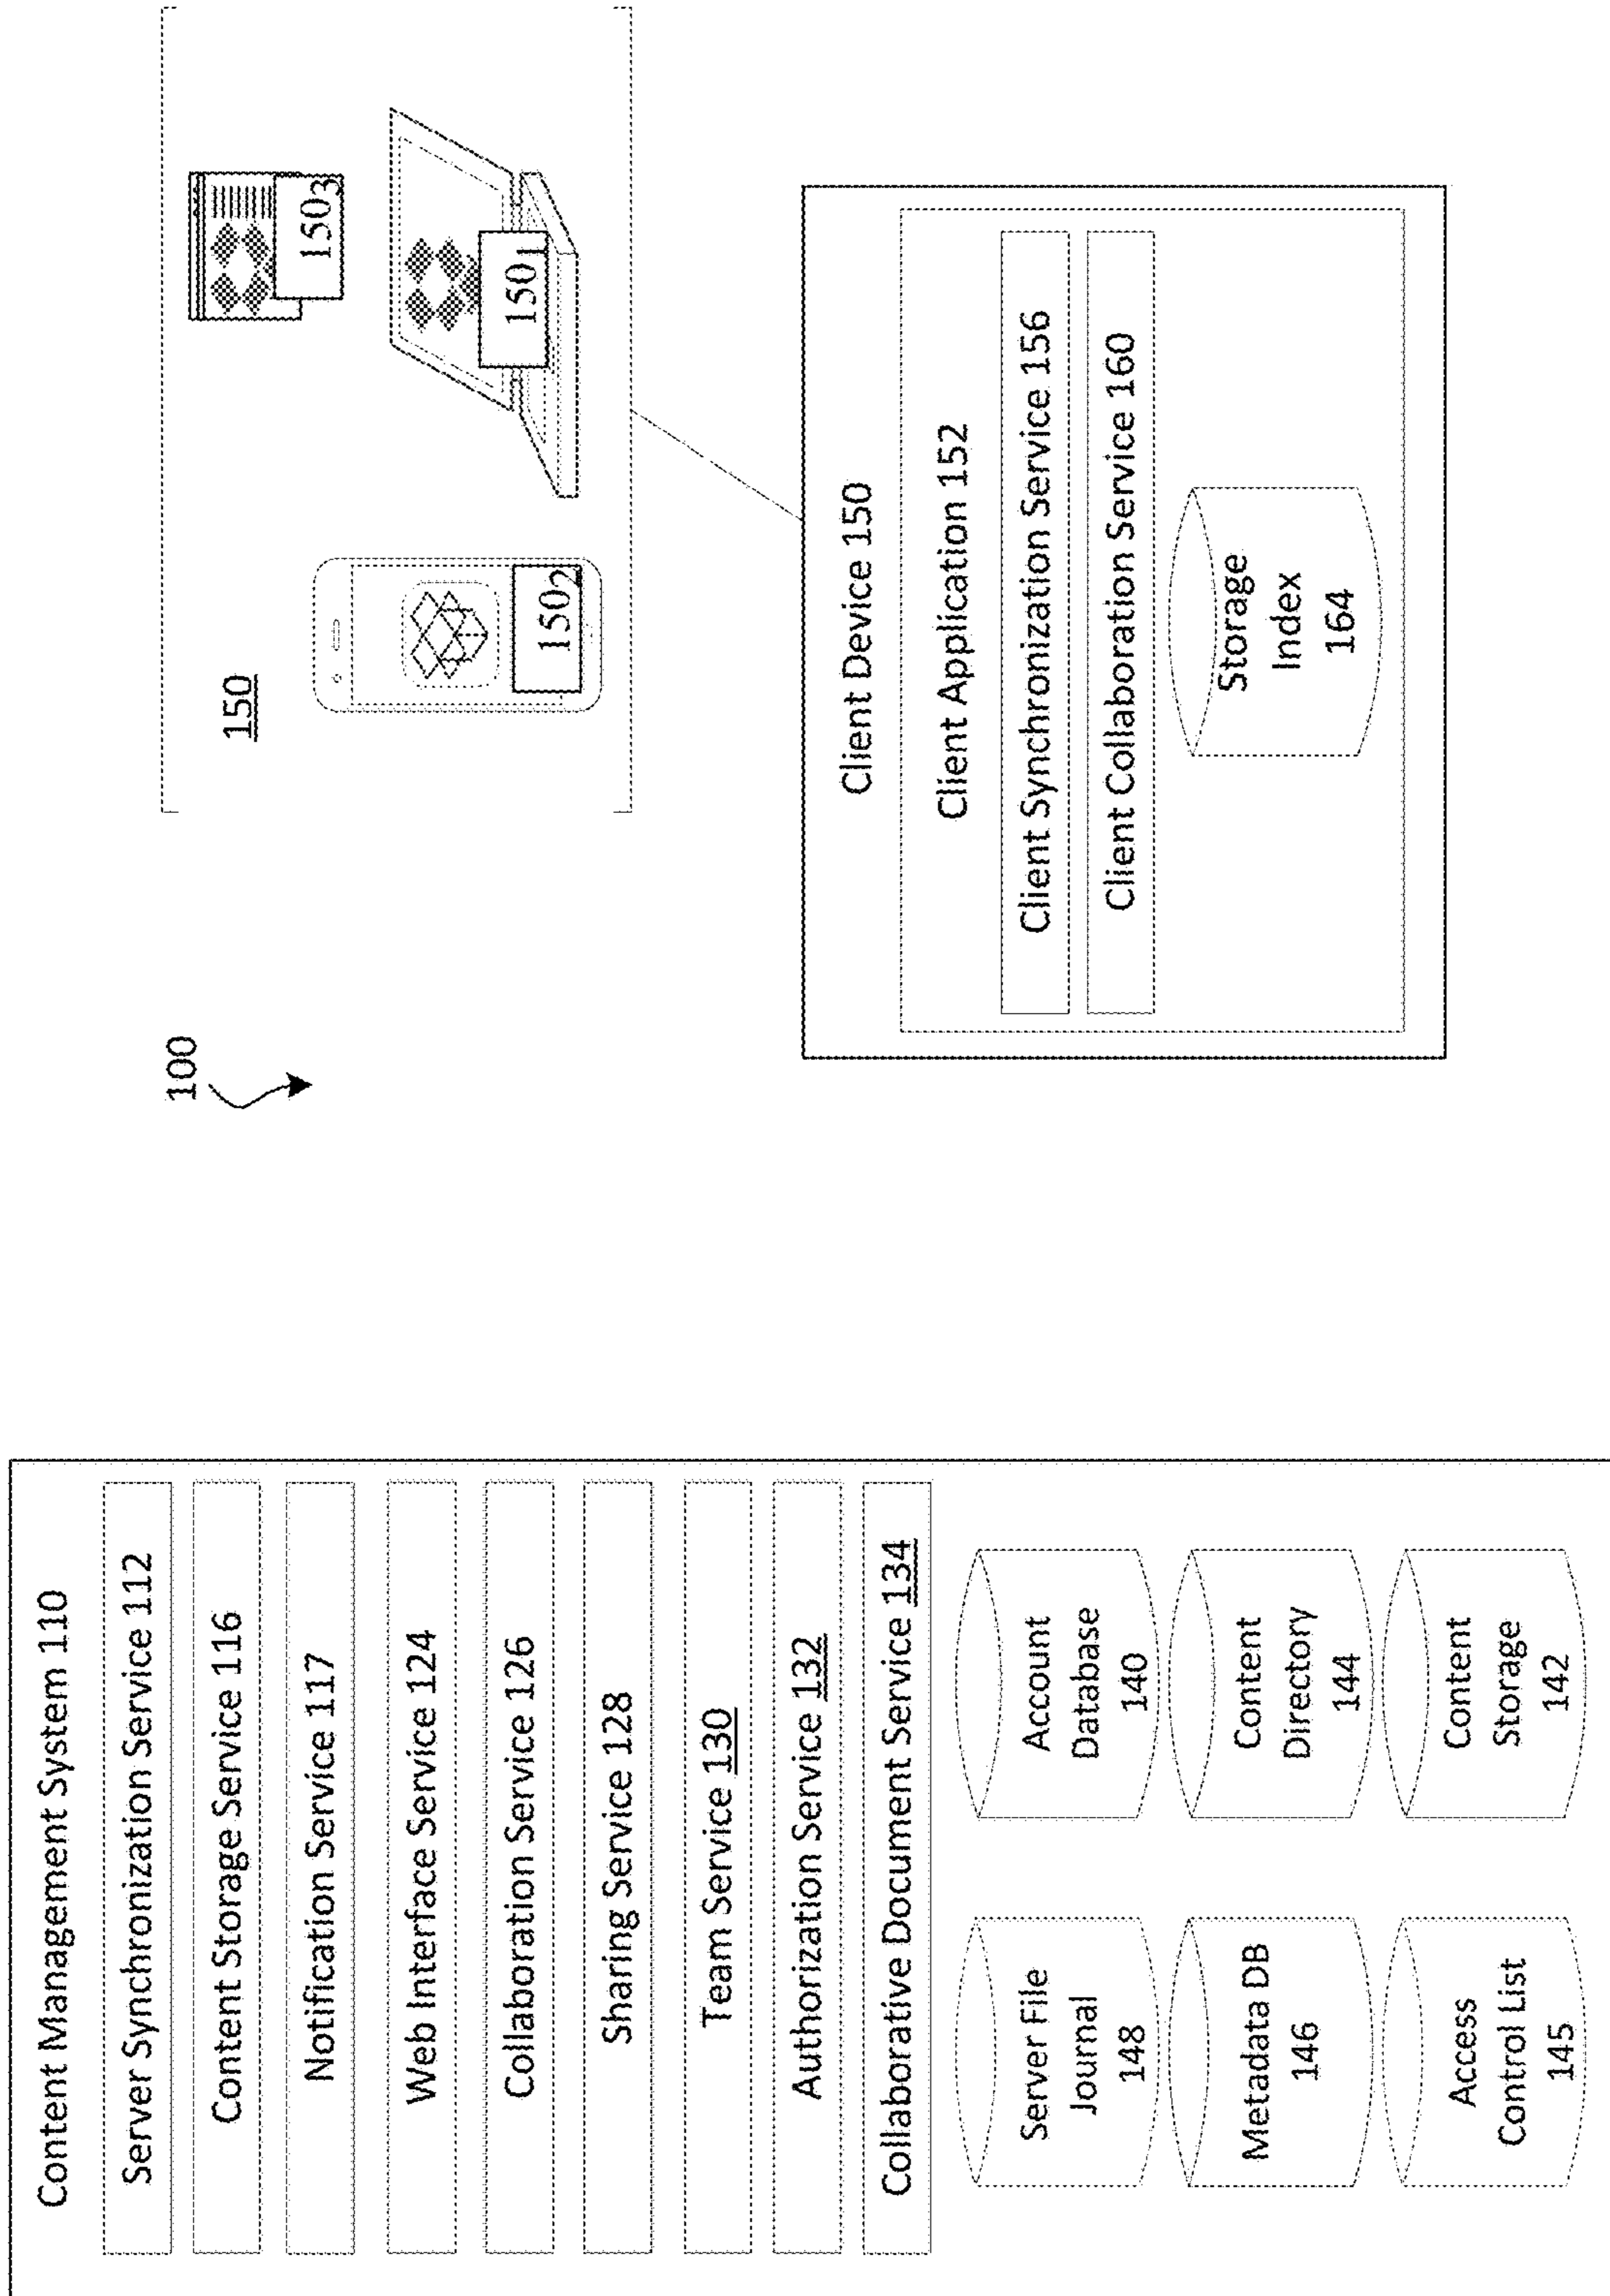 Content Management System 110
Server Synchronization Service 112
Content Storage Service 116
Notification Service 117
Web Interface Service 124
Collaboration Service 126
Sharing Service 128
Team Service 130
Authorization Service 132
Collaborative Document Service 134
Server File
Journal
148
Account
Database
140
Metadata DB
146
Content
Directory
144
Access
Control List
145
Content
Storage
142
100
150
150₂
150₃
150₁
Client Device 150
Client Application 152
Client Synchronization Service 156
Client Collaboration Service 160
Storage
Index
164